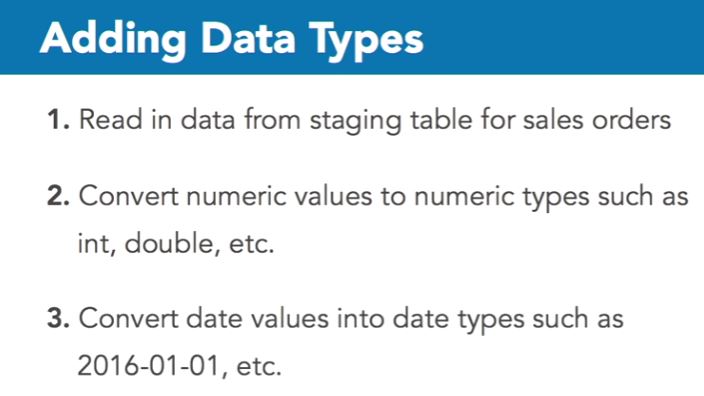 Adding Data Types
1. Read in data from staging table for sales orders
2. Convert numeric values to numeric types such as
int, double, etc.
3. Convert date values into date types such as
2016-01-01, etc.